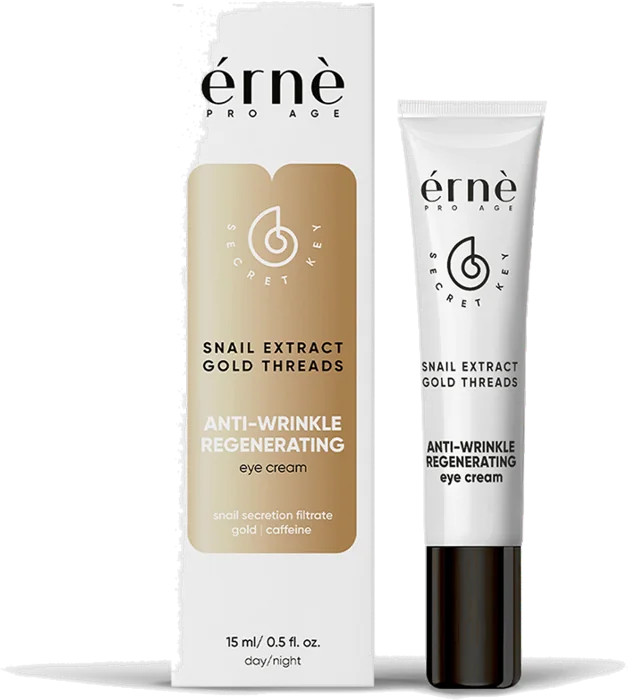 érnè
PRO AGE
SECRET KEY
SNAIL EXTRACT
GOLD THREADS
ANTI-WRINKLE
REGENERATING
eye cream
snail secretion filtrate
gold | caffeine
15 ml/ 0.5 fl. oz.
day/night
érnè
PRO AGE
SECRET KEY
SNAIL EXTRACT
GOLD THREADS
ANTI-WRINKLE
REGENERATING
eye cream